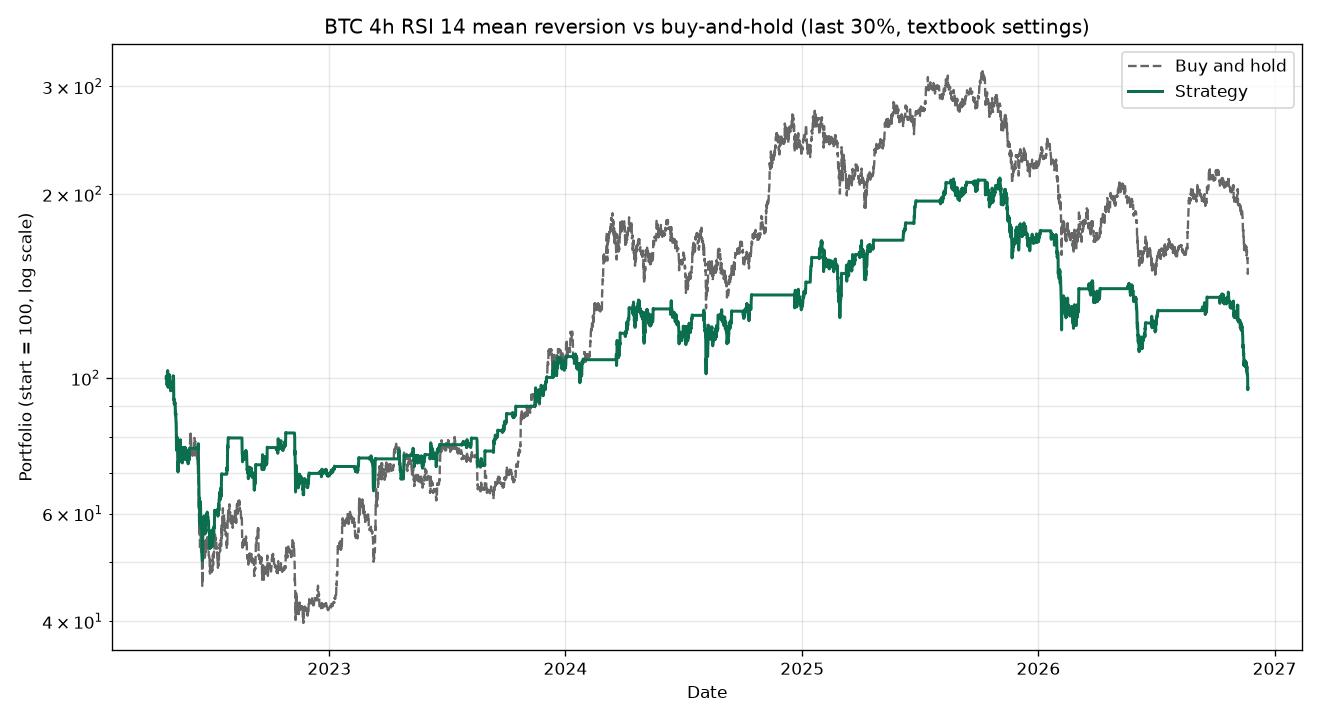 BTC 4h RSI 14 mean reversion vs buy-and-hold (last 30%, textbook settings)
Buy and hold
Strategy
Portfolio (start = 100, log scale)
3 × 10²
2 × 10²
10²
6 × 10¹
4 × 10¹
2023 2024 2025 2026 2027
Date